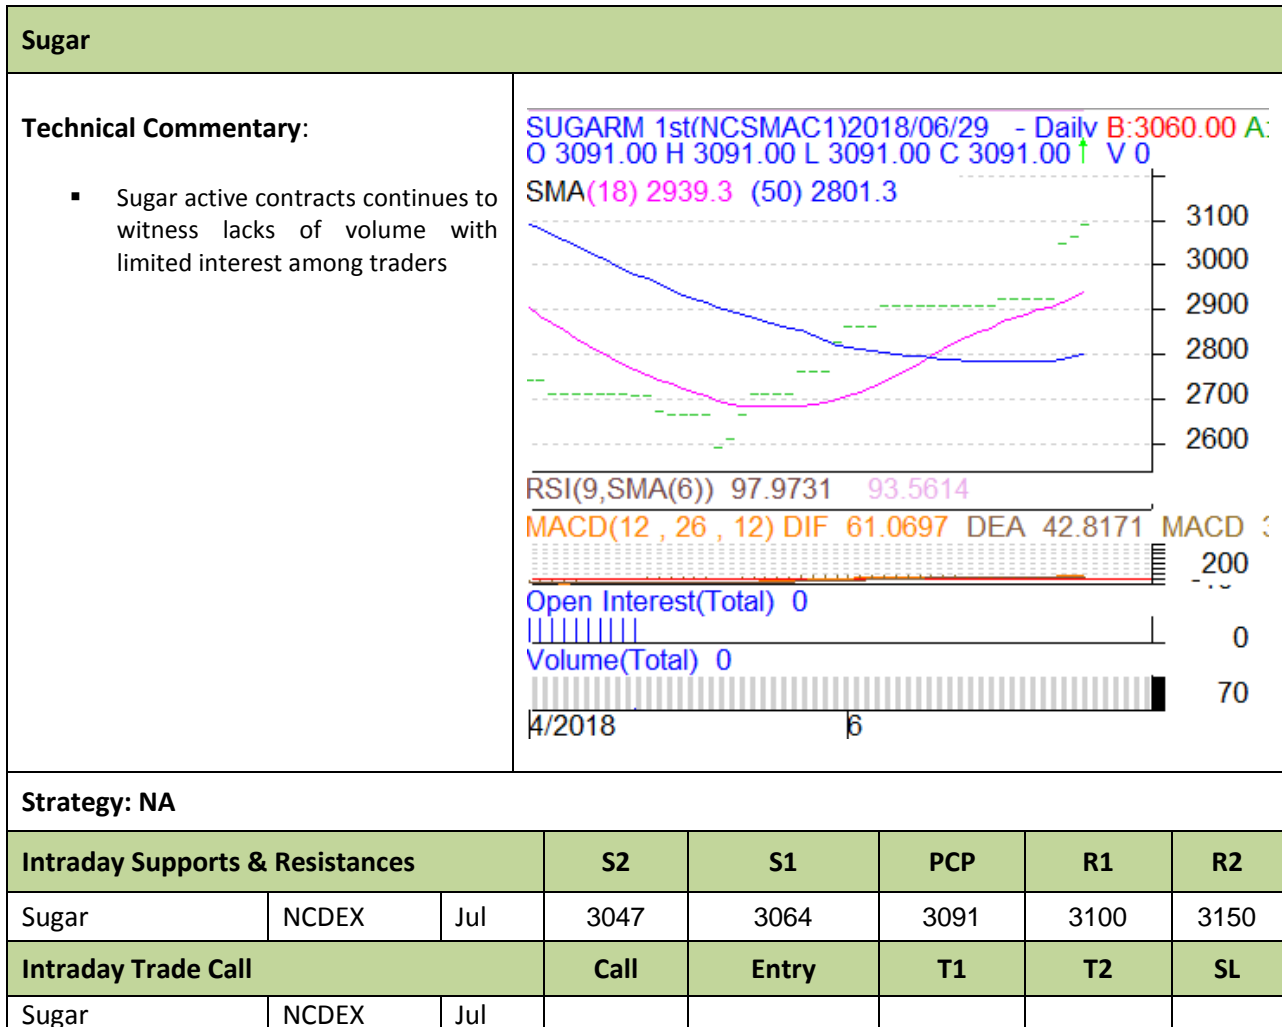 Sugar
Technical Commentary:
▪ Sugar active contracts continues to
witness lacks of volume with
limited interest among traders
SUGARM 1st(NCSMAC1)2018/06/29 - Daily B:3060.00 A:
O 3091.00 H 3091.00 L 3091.00 C 3091.00 ↑ V 0
SMA(18) 2939.3 (50) 2801.3
3100
3000
2900
2800
2700
2600
RSI(9,SMA(6)) 97.9731 93.5614
MACD(12 , 26 , 12) DIF 61.0697 DEA 42.8171 MACD
200
Open Interest(Total) 0
0
Volume(Total) 0
70
4/2018 6
Strategy: NA
Intraday Supports & Resistances S2 S1 PCP R1 R2
Sugar NCDEX Jul 3047 3064 3091 3100 3150
Intraday Trade Call Call Entry T1 T2 SL
Sugar NCDEX Jul